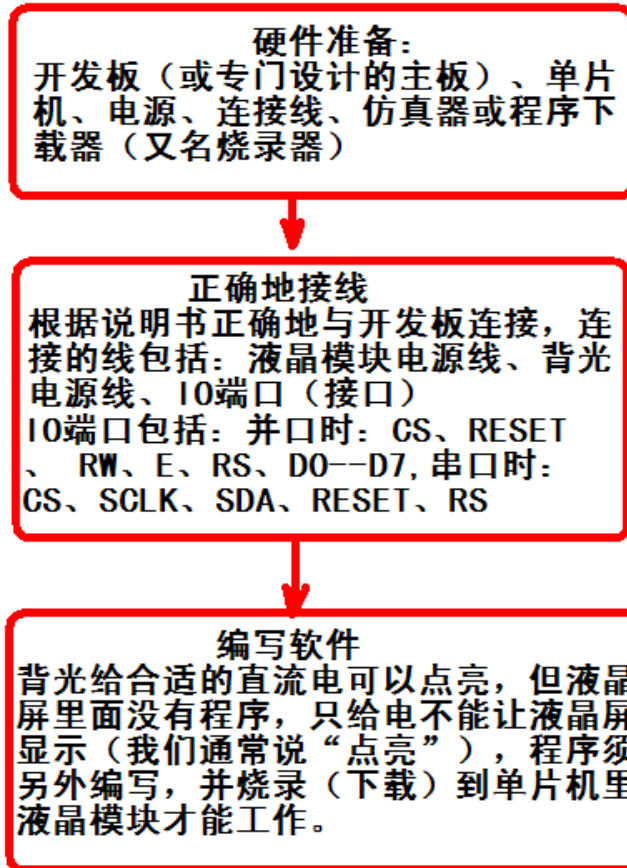 硬件准备:
开发板（或专门设计的主板）、单片
机、电源、连接线、仿真器或程序下
载器（又名烧录器）
正确地接线
根据说明书正确地与开发板连接，连
接的线包括：液晶模块电源线、背光
电源线、IO端口（接口）
IO端口包括：并口时：CS、RESET
、 RW、E、RS、D0--D7,串口时：
CS、SCLK、SDA、RESET、RS
编写软件
背光给合适的直流电可以点亮，但液晶
屏里面没有程序，只给电不能让液晶屏
显示（我们通常说“点亮”），程序须
另外编写，并烧录（下载）到单片机里
液晶模块才能工作。